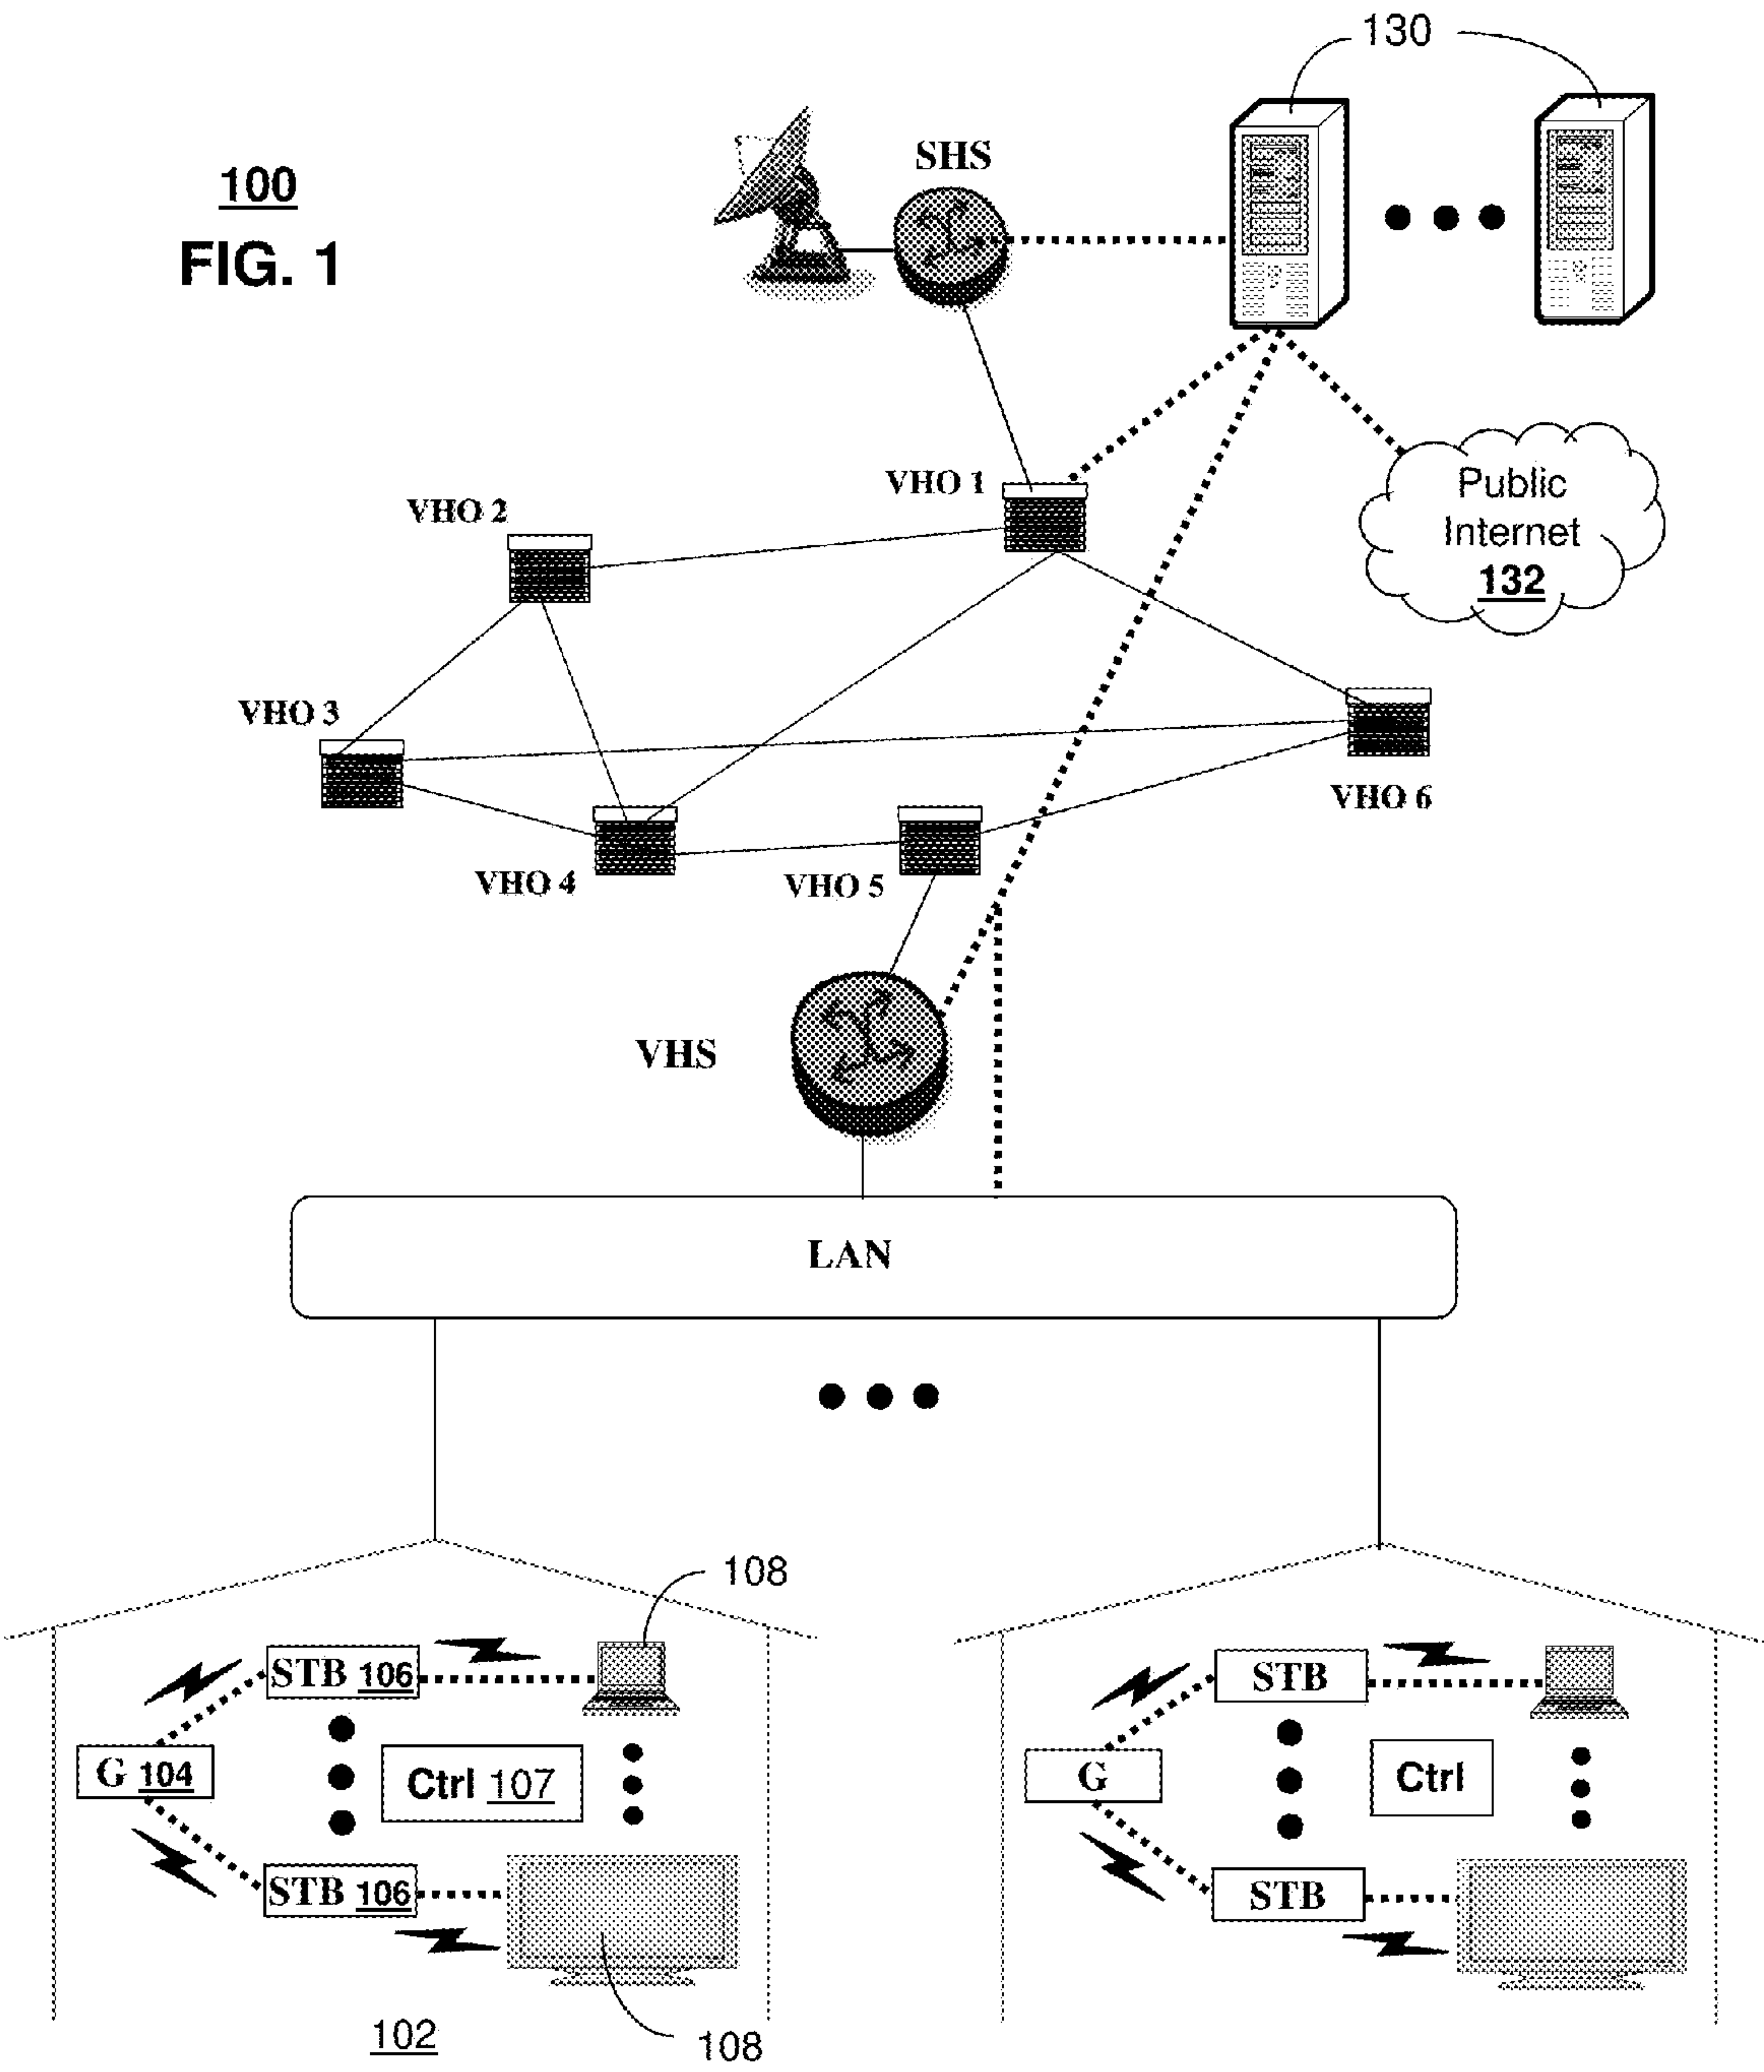 130
SHS
100
FIG. 1
VHO 1
Public
Internet
132
VHO 2
VHO 3
VHO 6
VHO 4
VHO 5
VHS
LAN
108
STB 106
G 104
Ctrl 107
STB 106
102
108
STB
G
Ctrl
STB